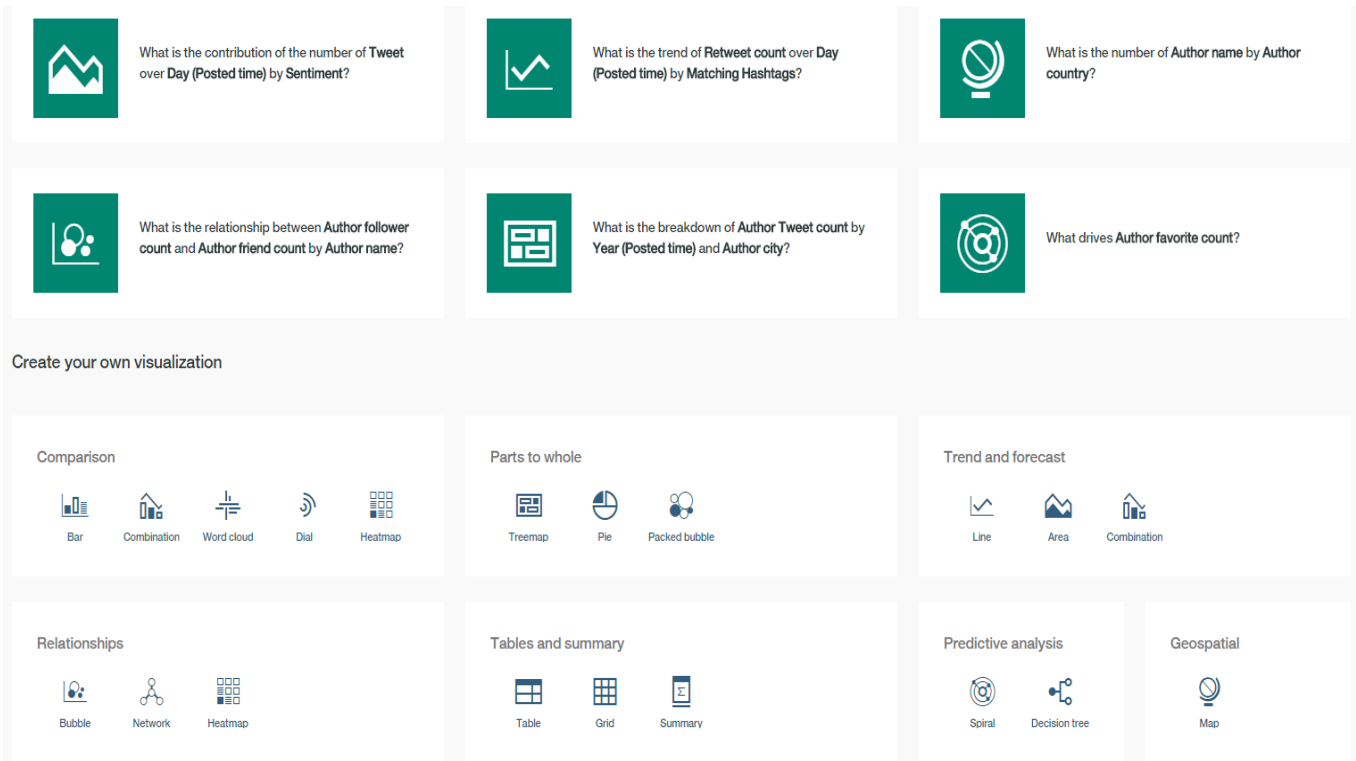 What is the contribution of the number of Tweet
over Day (Posted time) by Sentiment?
What is the trend of Retweet count over Day
(Posted time) by Matching Hashtags?
What is the number of Author name by Author
country?
What is the relationship between Author follower
count and Author friend count by Author name?
What is the breakdown of Author Tweet count by
Year (Posted time) and Author city?
What drives Author favorite count?
Create your own visualization
Comparison
Bar
Combination
Word cloud
Dial
Heatmap
Parts to whole
Treemap
Pie
Packed bubble
Trend and forecast
Line
Area
Combination
Relationships
Bubble
Network
Heatmap
Tables and summary
Table
Grid
Σ
Summary
Predictive analysis
Spiral
Decision tree
Geospatial
Map